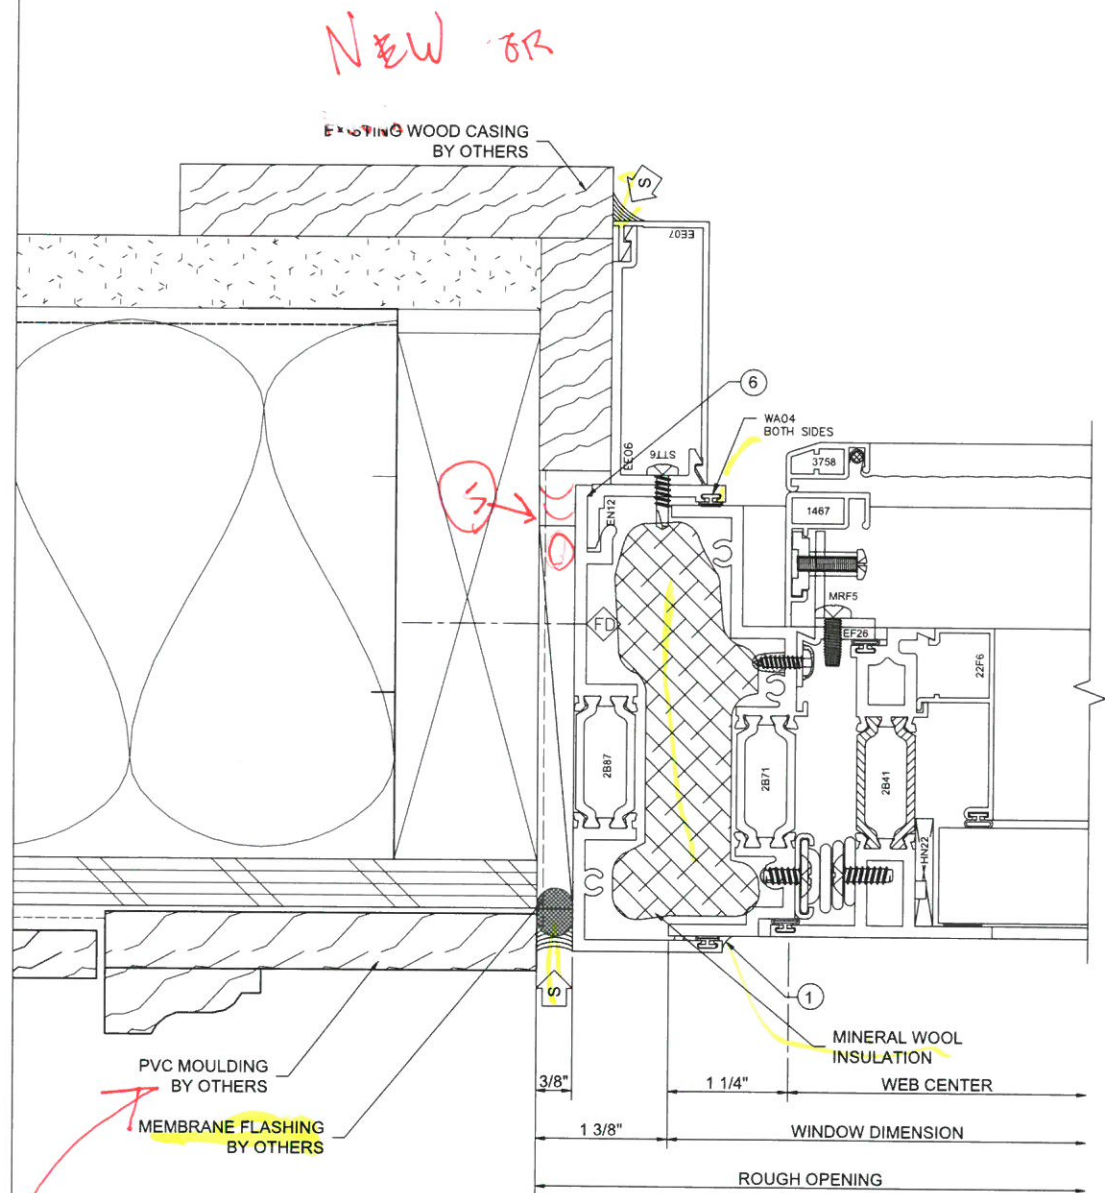 NEW OR
EXISTING WOOD CASING
BY OTHERS
S
EE07
6
WA04
BOTH SIDES
STT6
EE06
3758
S
EN12
1467
MRF5
FD
EF26
22F6
2B87
2B71
2B41
HN22
S
1
MINERAL WOOL
INSULATION
PVC MOULDING
BY OTHERS
3/8"
1 1/4"
WEB CENTER
MEMBRANE FLASHING
BY OTHERS
1 3/8"
WINDOW DIMENSION
ROUGH OPENING